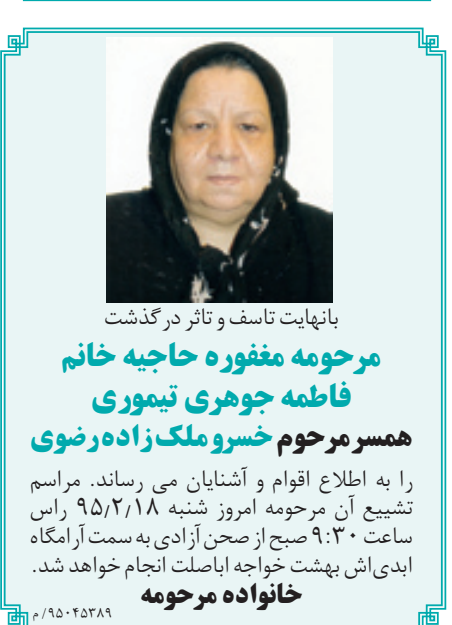 بانهایت تاسف و تاثر درگذشت
مرحومه مغفوره حاجیه خانم
فاطمه جوهری تیموری
همسر مرحوم خسرو ملک‌زاده رضوی
را به اطلاع اقوام و آشنایان می رساند. مراسم
تشییع آن مرحومه امروز شنبه ۹۵٫۲٫۱۸ راس
ساعت ۹:۳۰ صبح از صحن آزادی به سمت آرامگاه
ابدی‌اش بهشت خواجه اباصلت انجام خواهد شد.
خانواده مرحومه
۹۵۰۴۵۳۸۹/ م